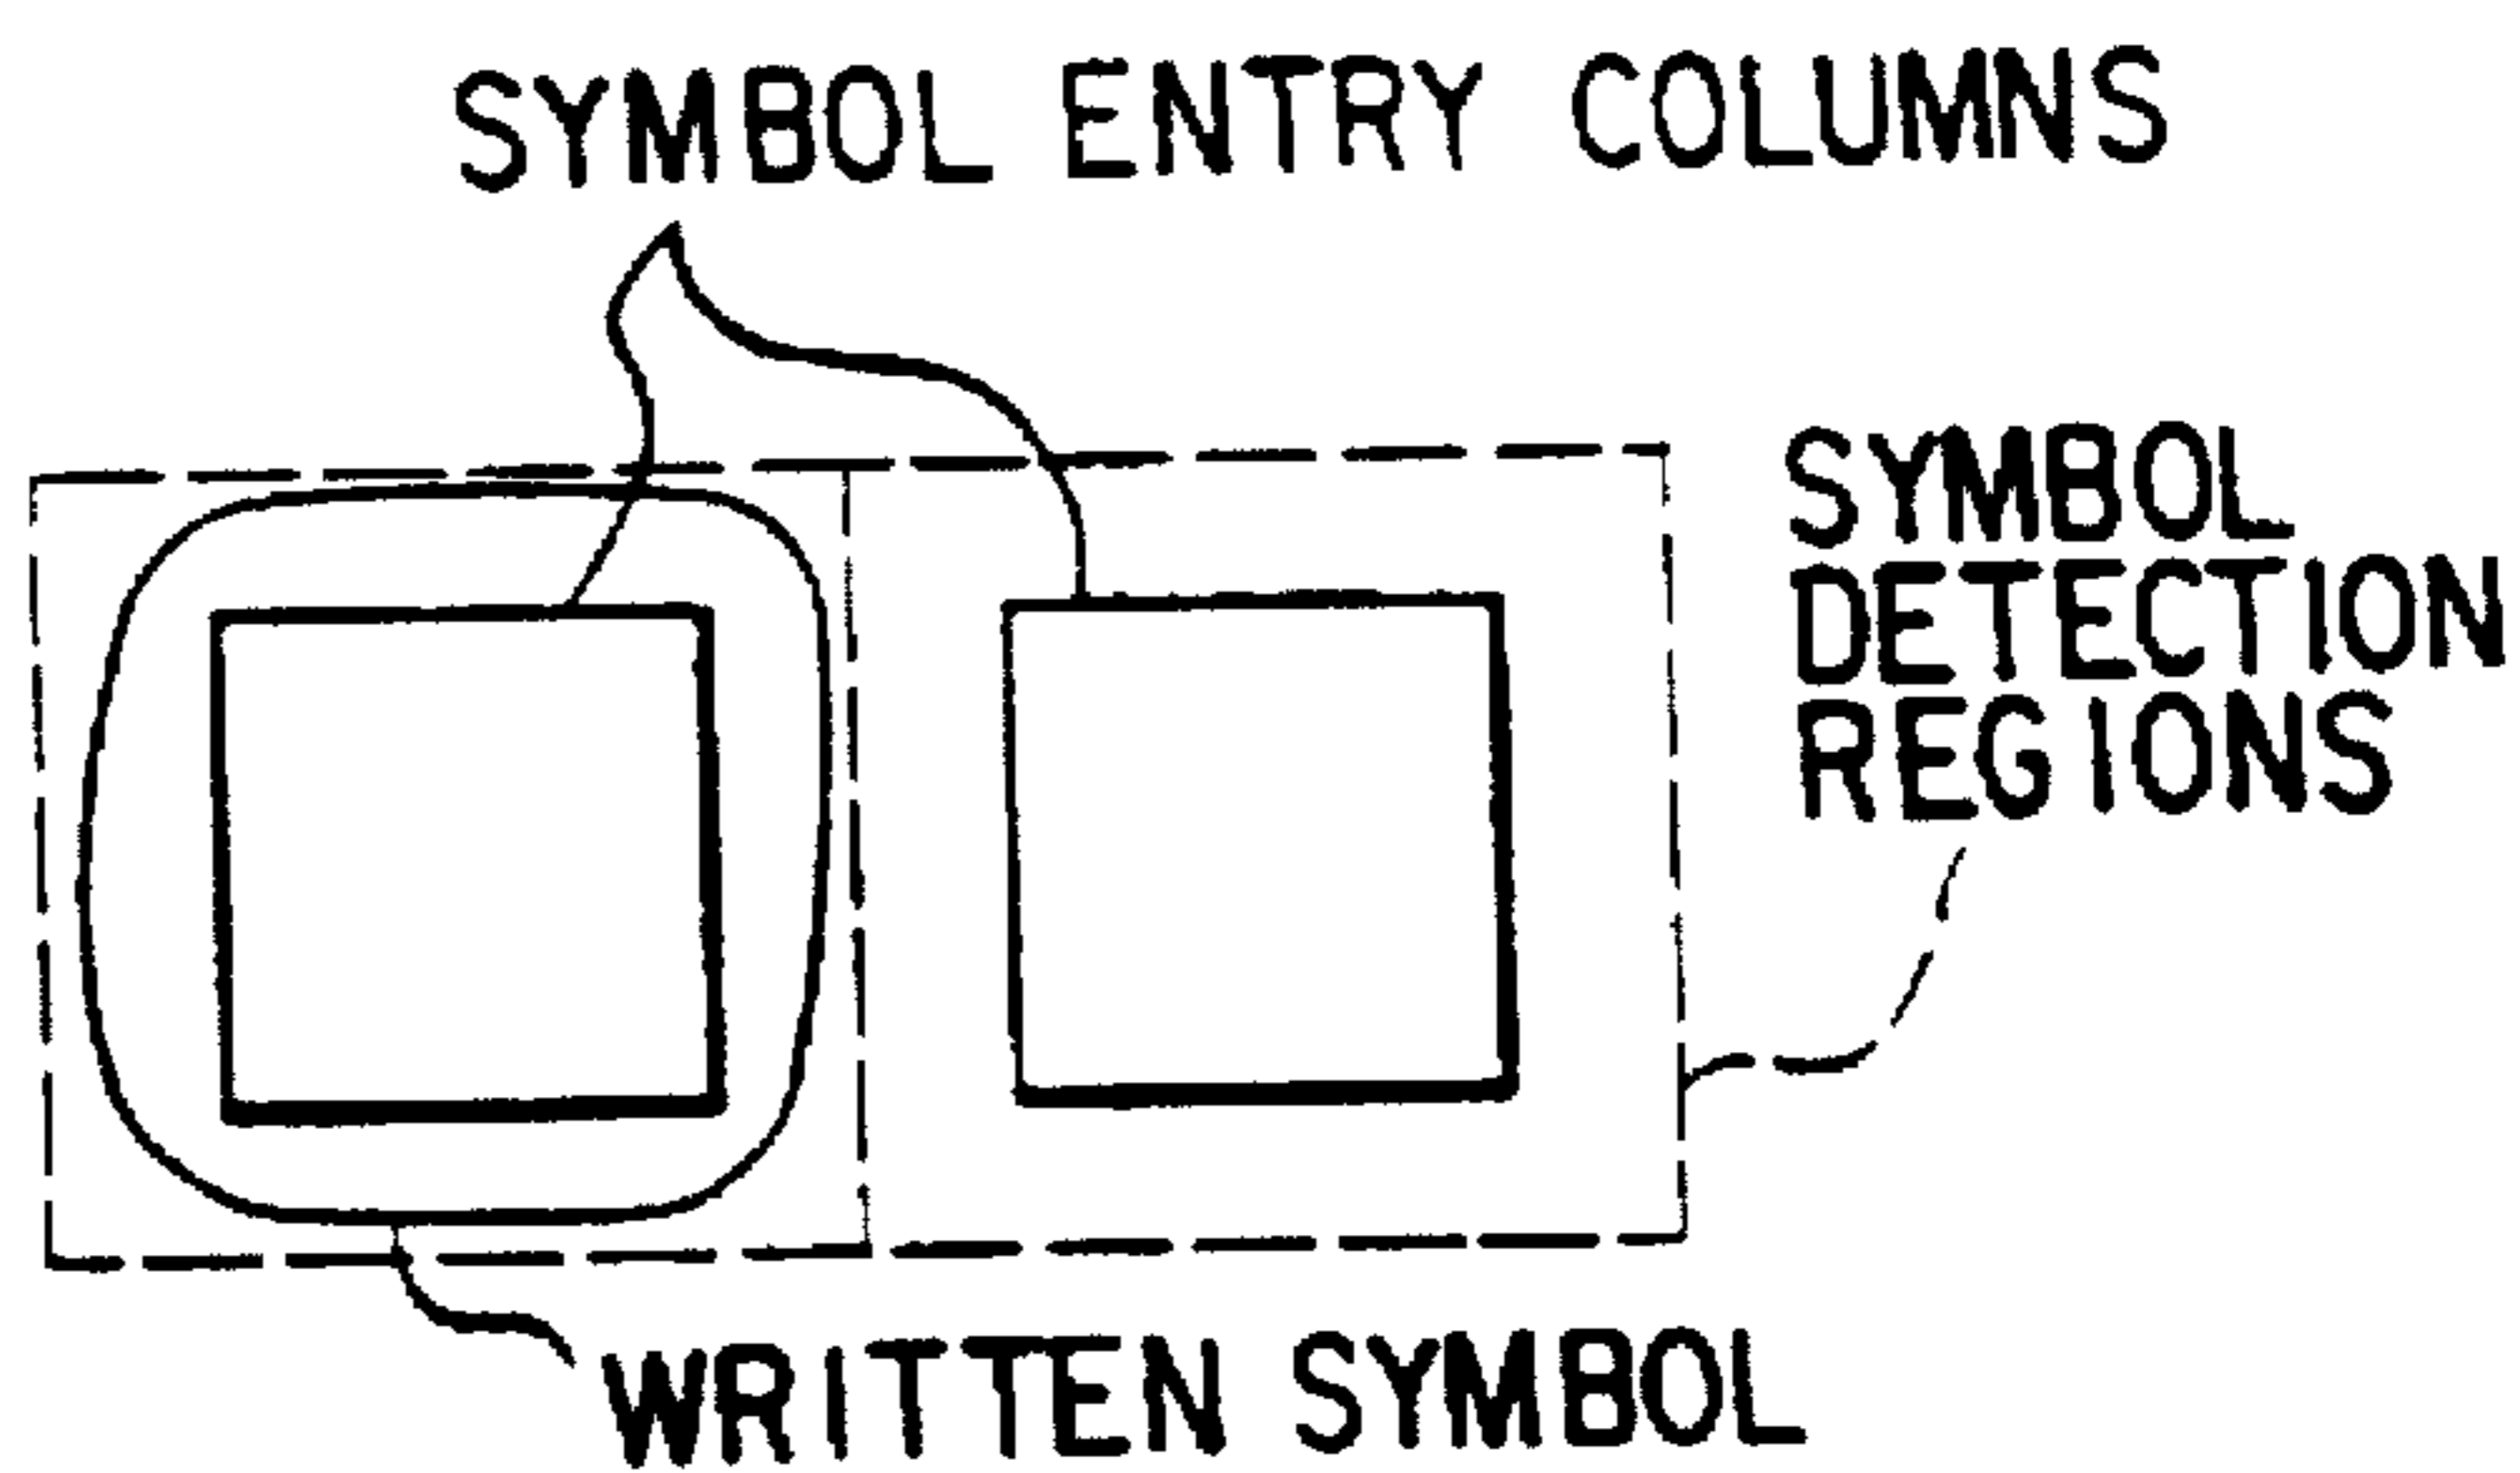 SYMBOL ENTRY COLUMNS
SYMBOL
DETECTION
REGIONS
WRITTEN SYMBOL